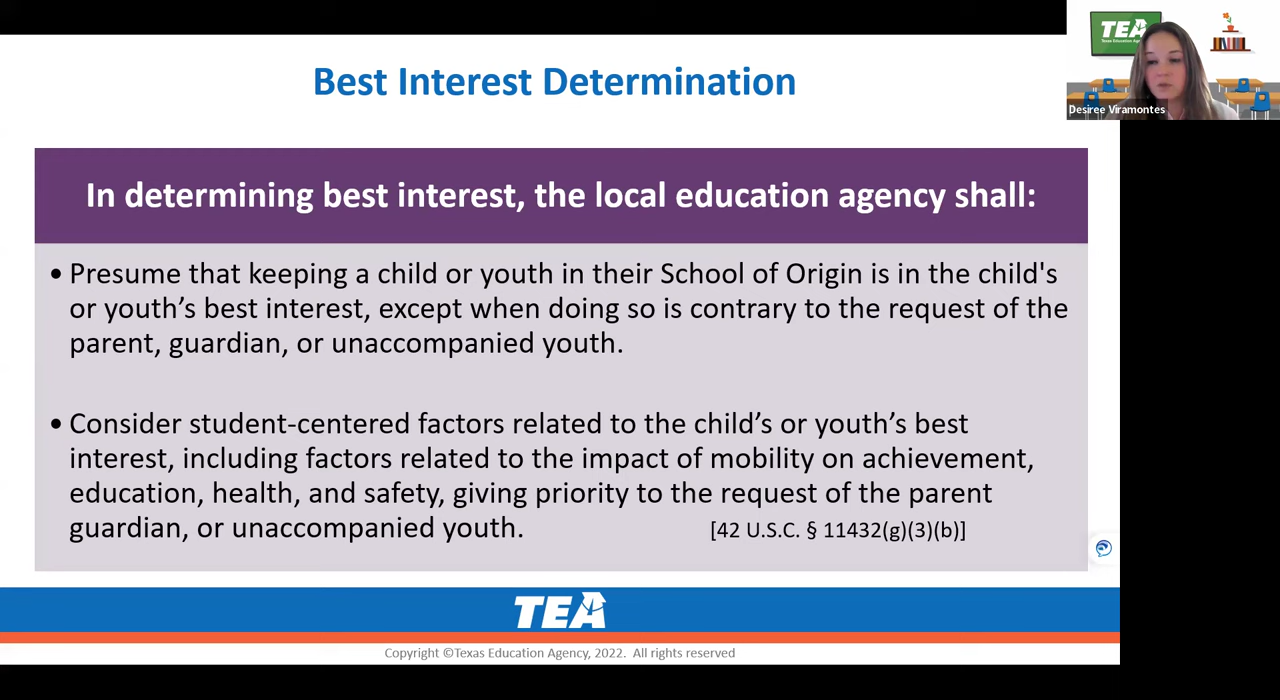 Best Interest Determination
TEA
Desiree Viramontes
In determining best interest, the local education agency shall:
• Presume that keeping a child or youth in their School of Origin is in the child's
or youth’s best interest, except when doing so is contrary to the request of the
parent, guardian, or unaccompanied youth.
• Consider student-centered factors related to the child’s or youth’s best
interest, including factors related to the impact of mobility on achievement,
education, health, and safety, giving priority to the request of the parent
guardian, or unaccompanied youth. [42 U.S.C. § 11432(g)(3)(b)]
TEA
Copyright ©Texas Education Agency, 2022. All rights reserved